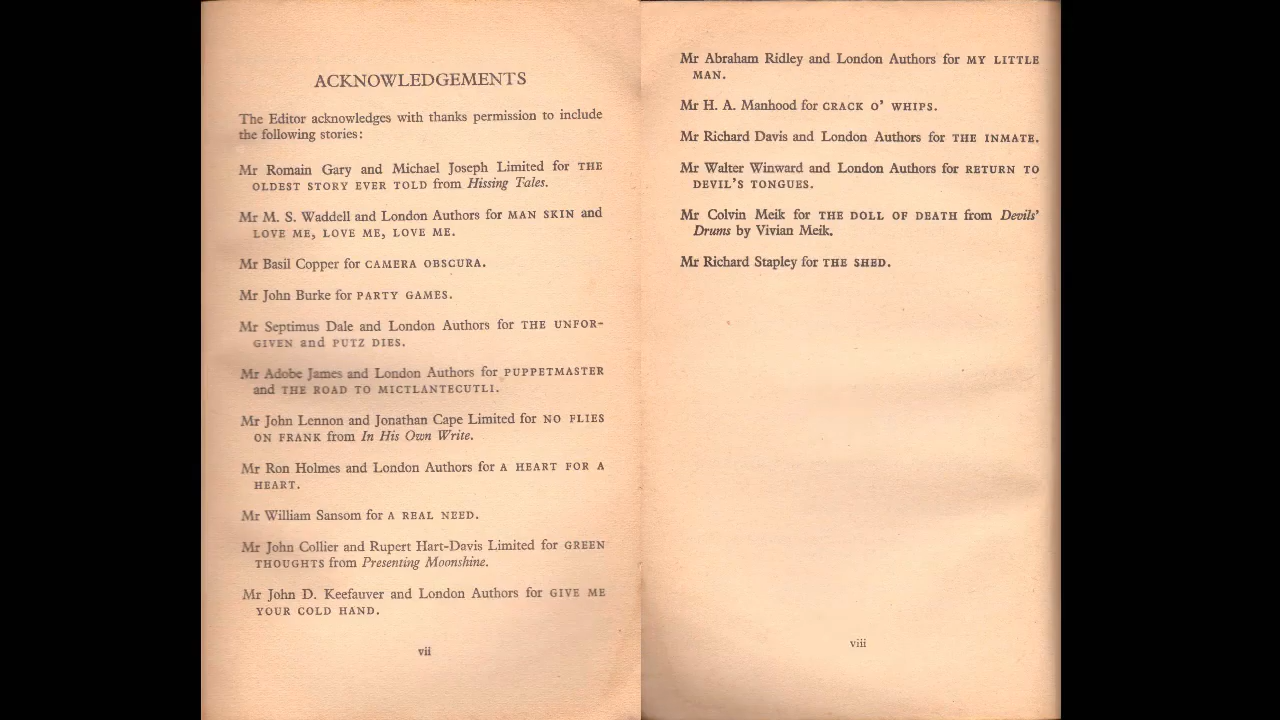 ACKNOWLEDGEMENTS
The Editor acknowledges with thanks permission to include
the following stories:
Mr Romain Gary and Michael Joseph Limited for THE
OLDEST STORY EVER TOLD from Hissing Tales.
Mr M. S. Waddell and London Authors for MAN SKIN and
LOVE ME, LOVE ME, LOVE ME.
Mr Basil Copper for CAMERA OBSCURA.
Mr John Burke for PARTY GAMES.
Mr Septimus Dale and London Authors for THE UNFOR-
GIVEN and PUTZ DIES.
Mr Adobe James and London Authors for PUPPETMASTER
and THE ROAD TO MICTLANTECUTLI.
Mr John Lennon and Jonathan Cape Limited for NO FLIES
ON FRANK from In His Own Write.
Mr Ron Holmes and London Authors for A HEART FOR A
HEART.
Mr William Sansom for A REAL NEED.
Mr John Collier and Rupert Hart-Davis Limited for GREEN
THOUGHTS from Presenting Moonshine.
Mr John D. Keefauver and London Authors for GIVE ME
YOUR COLD HAND.
vii
Mr Abraham Ridley and London Authors for MY LITTLE
MAN.
Mr H. A. Manhood for CRACK O' WHIPS.
Mr Richard Davis and London Authors for THE INMATE.
Mr Walter Winward and London Authors for RETURN TO
DEVIL'S TONGUES.
Mr Colvin Meik for THE DOLL OF DEATH from Devils'
Drums by Vivian Meik.
Mr Richard Stapley for THE SHED.
viii